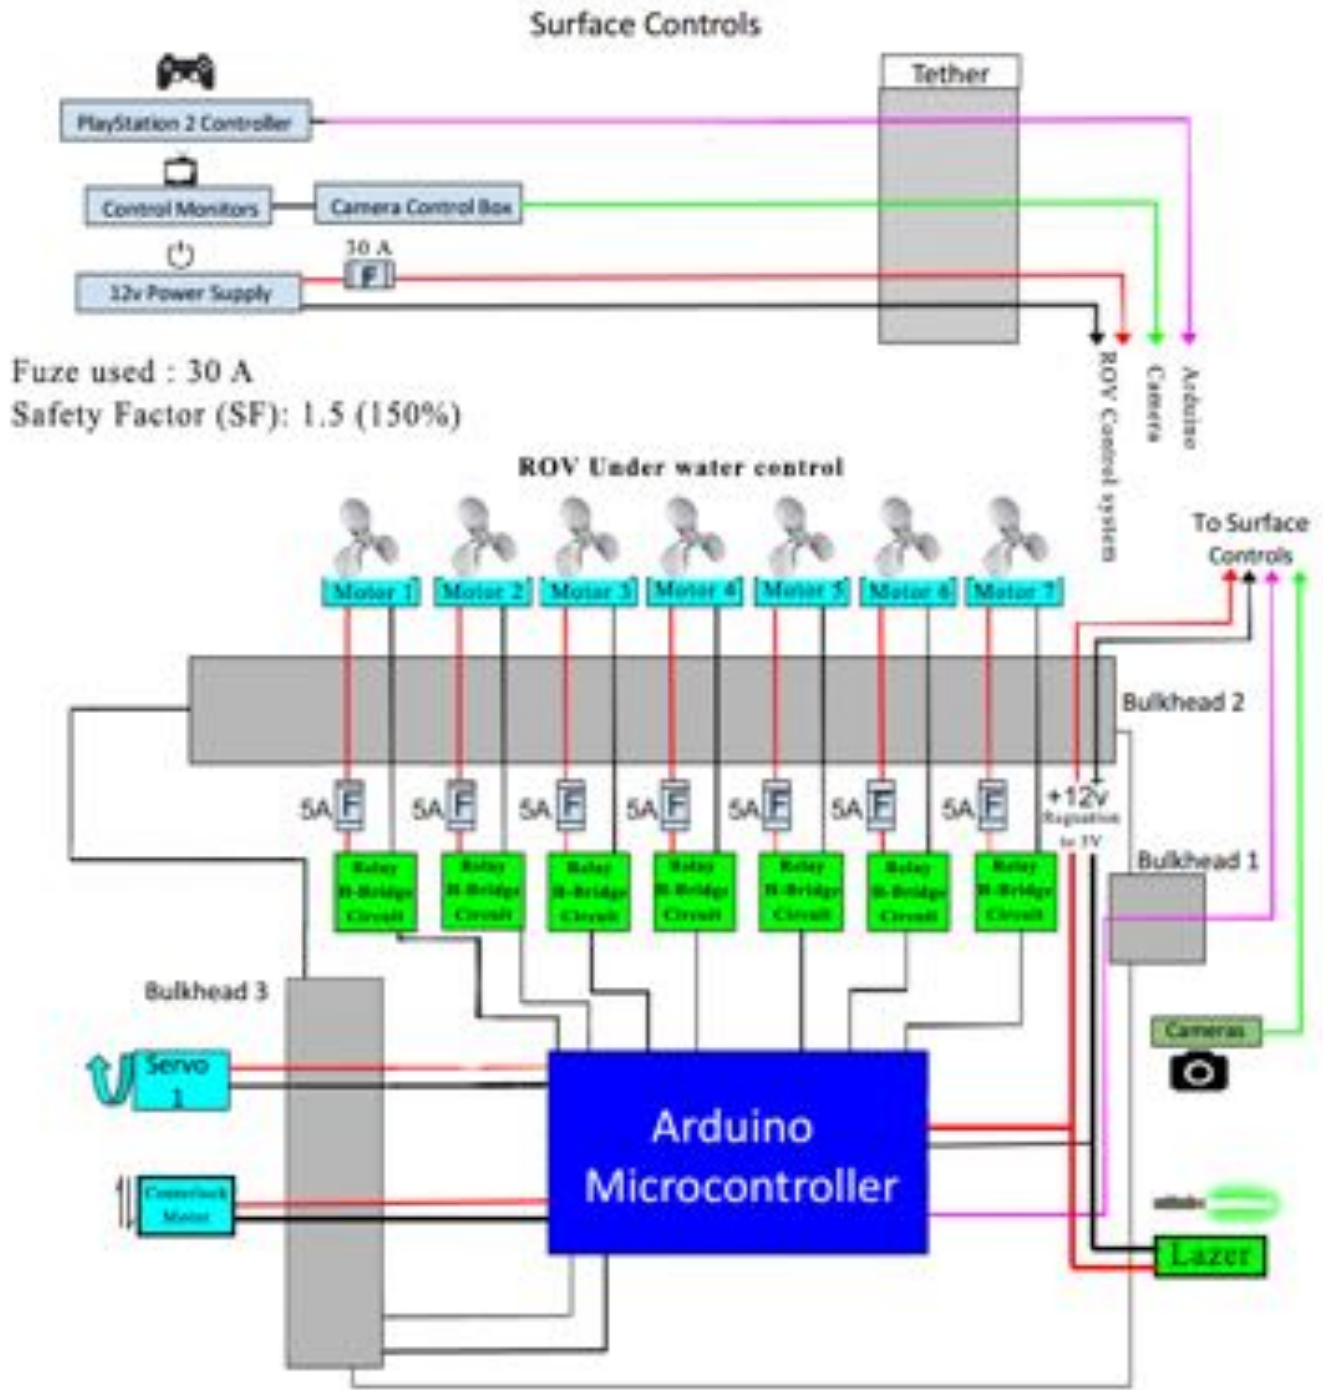 Surface Controls
Tether
PlayStation 2 Controller
Control Monitors
Camera Control Box
30 A
F
12v Power Supply
Fuze used : 30 A
Safety Factor (SF): 1.5 (150%)
ROV Control system
Camera
Arduino
ROV Under water control
To Surface
Controls
Motor 1
Motor 2
Motor 3
Motor 4
Motor 5
Motor 6
Motor 7
Bulkhead 2
5A F
5A F
5A F
5A F
5A F
5A F
5A F
+12v
to 5V
Bulkhead 1
Relay
H-Bridge
Circuit
Relay
H-Bridge
Circuit
Relay
H-Bridge
Circuit
Relay
H-Bridge
Circuit
Relay
H-Bridge
Circuit
Relay
H-Bridge
Circuit
Relay
H-Bridge
Circuit
Bulkhead 3
Servo
1
Cameras
Arduino
Microcontroller
Motor
Lazer